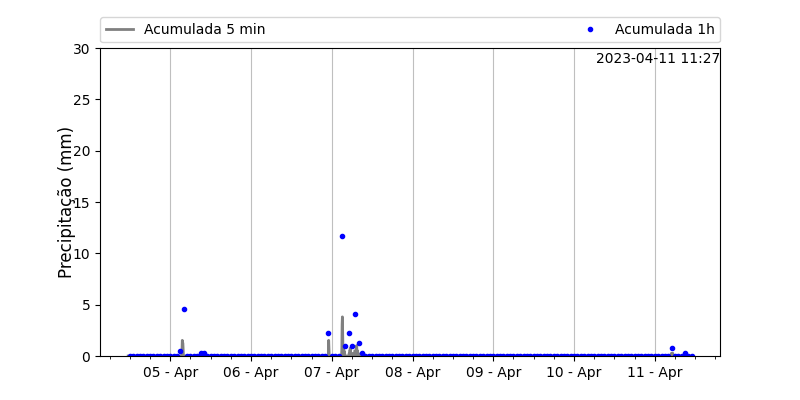 Acumulada 5 min
Acumulada 1h
2023-04-11 11:27
Precipitação (mm)
30
25
20
15
10
5
0
05 - Apr
06 - Apr
07 - Apr
08 - Apr
09 - Apr
10 - Apr
11 - Apr